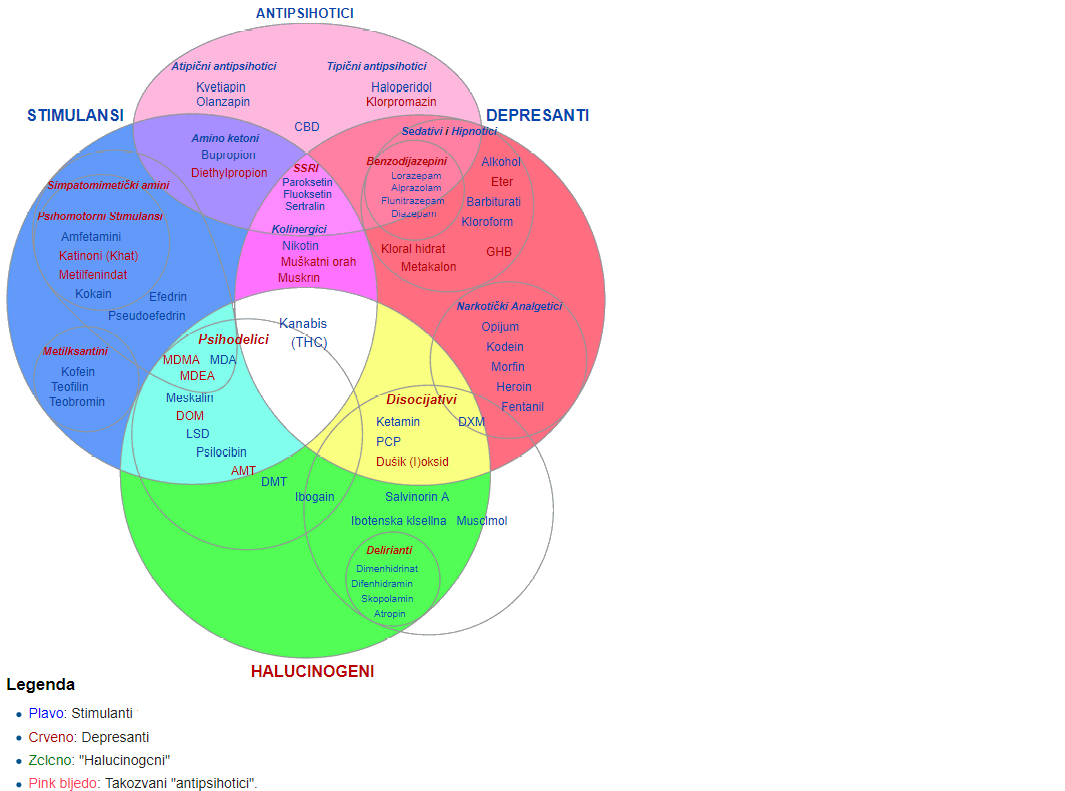 ANTIPSIHOTICI
Atipični antipsihotici
Tipični antipsihotici
Kvetiapin
Olanzapin
Haloperidol
Klorpromazin
STIMULANSI
DEPRESANTI
CBD
Amino ketoni
Bupropion
Diethylpropion
Sedativi i Hipnotici
SSRI
Paroksetin
Fluoksetin
Sertralin
Benzodijazepini
Lorazepam
Alprazolam
Flunitrazepam
Diazepam
Alkohol
Eter
Barbiturati
Kloroform
Simpatomimetički amini
Psihomotorni Stimulansi
Amfetamini
Katinoni (Khat)
Metilfenindat
Kokain
Efedrin
Pseudoefedrin
Kolinergici
Nikotin
Muškatni orah
Muskrin
Kloral hidrat
GHB
Metakalon
Narkotički Analgetici
Opijum
Kodein
Morfin
Heroin
Fentanil
Kanabis
(THC)
Metilksantini
Kofein
Teofilin
Teobromin
Psihodelici
MDMA MDA
MDEA
Meskalin
DOM
LSD
Psilocibin
AMT
DMT
Ibogain
Disocijativi
Ketamin
DXM
PCP
Dušik (I)oksid
Salvinorin A
Ibotenska kiselina
Muscimol
Delirianti
Dimenhidrinat
Difenhidramin
Skopolamin
Atropin
HALUCINOGENI
Legenda
Plavo: Stimulanti
Crveno: Depresanti
Zeleno: "Halucinogeni"
Pink bljedo: Takozvani "antipsihotici".